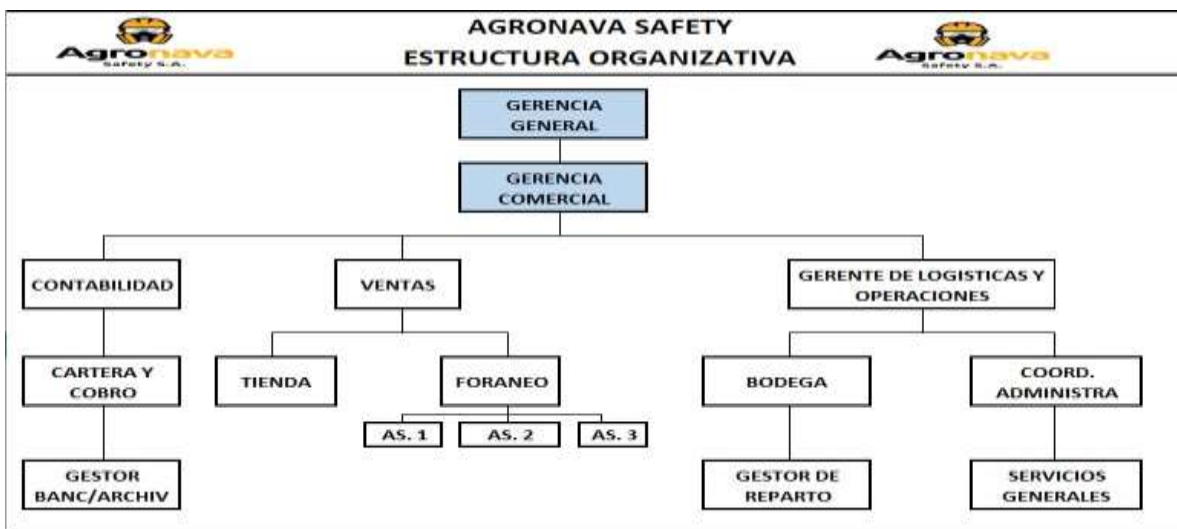 AGRONAVA SAFETY
ESTRUCTURA ORGANIZATIVA
Agronava
Safety S.A.
Agronava
Safety S.A.
GERENCIA
GENERAL
GERENCIA
COMERCIAL
CONTABILIDAD
VENTAS
GERENTE DE LOGISTICAS Y
OPERACIONES
CARTERA Y
COBRO
TIENDA
FORANEO
BODEGA
COORD.
ADMINISTRA
AS. 1
AS. 2
AS. 3
GESTOR
BANC/ARCHIV
GESTOR DE
REPARTO
SERVICIOS
GENERALES